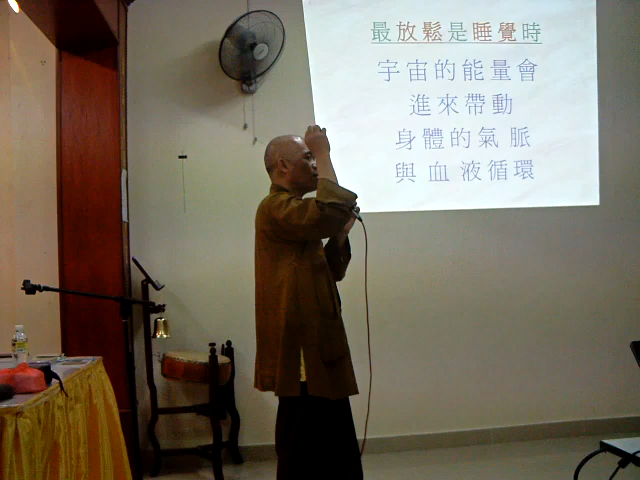 最放鬆是睡覺時
宇宙的能量會
進來帶動
身體的氣脈
與血液循環